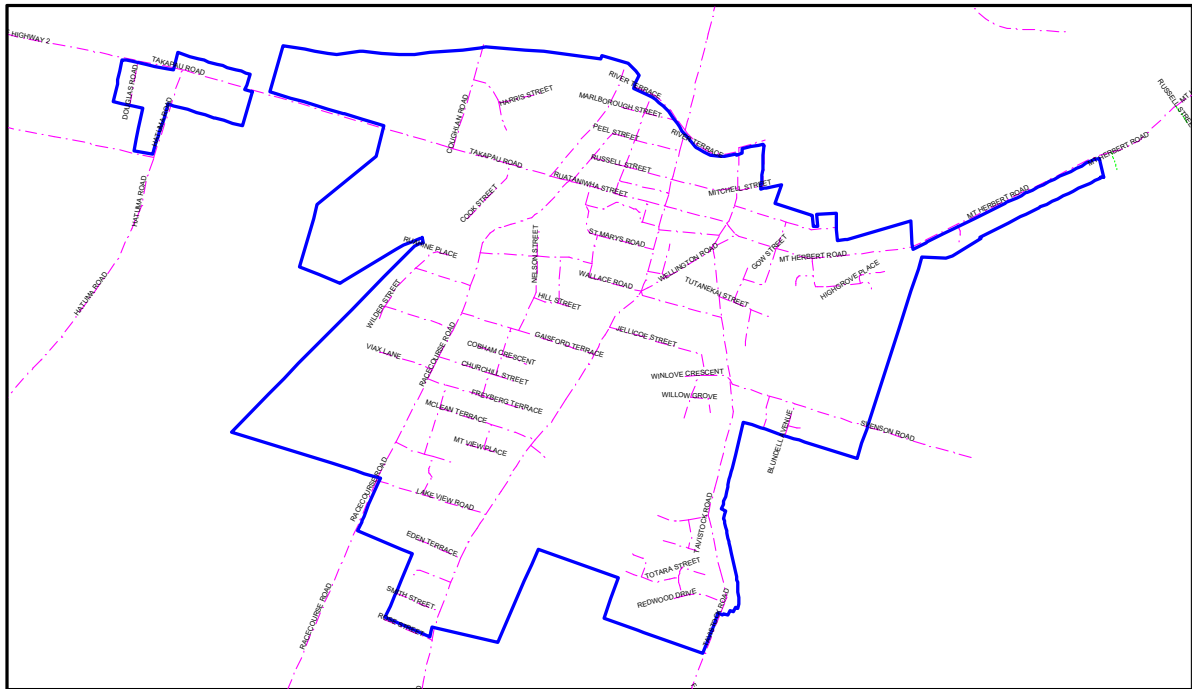 HIGHWAY 2
TAKAPAU ROAD
DOUGLAS ROAD
HATUMA ROAD
HATUMA ROAD
HATUMA ROAD
COUGHLAN ROAD
HARRIS STREET
RIVER TERRACE
MARLBOROUGH STREET
PEEL STREET
RIVER TERRACE
RUSSELL STREET
TAKAPAU ROAD
RUATANIWHA STREET
MITCHELL STREET
COOK STREET
RUSSELL STREET
MT HERBERT ROAD
MT HERBERT ROAD
ST MARYS ROAD
WELLINGTON ROAD
GOW STREET
MT HERBERT ROAD
HIGHGROVE PLACE
NELSON STREET
WALLACE ROAD
TUTANEKAI STREET
HILL STREET
WILDER STREET
GAISFORD TERRACE
JELLICOE STREET
RACECOURSE ROAD
COBHAM CRESCENT
VIAX LANE
CHURCHILL STREET
WINLOVE CRESCENT
FREYBERG TERRACE
WILLOW GROVE
MCLEAN TERRACE
MT VIEW PLACE
BLUNDELL AVENUE
RACECOURSE ROAD
LAKE VIEW ROAD
TAVISTOCK ROAD
EDEN TERRACE
TOTARA STREET
SMITH STREET
REDWOOD DRIVE
RACECOURSE ROAD
TAVISTOCK ROAD